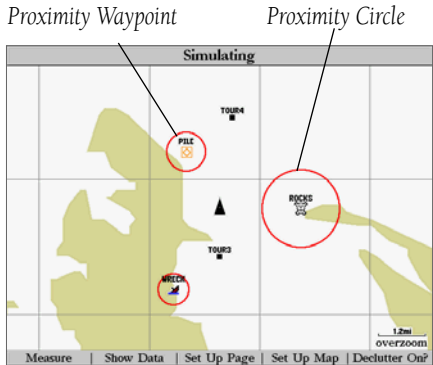 Proximity Waypoint
Proximity Circle
Simulating
TOUR4
PILE
ROCKS
TOUR3
WRECK
1.2mi
overzoom
Measure | Show Data | Set Up Page | Set Up Map | Declutter On?